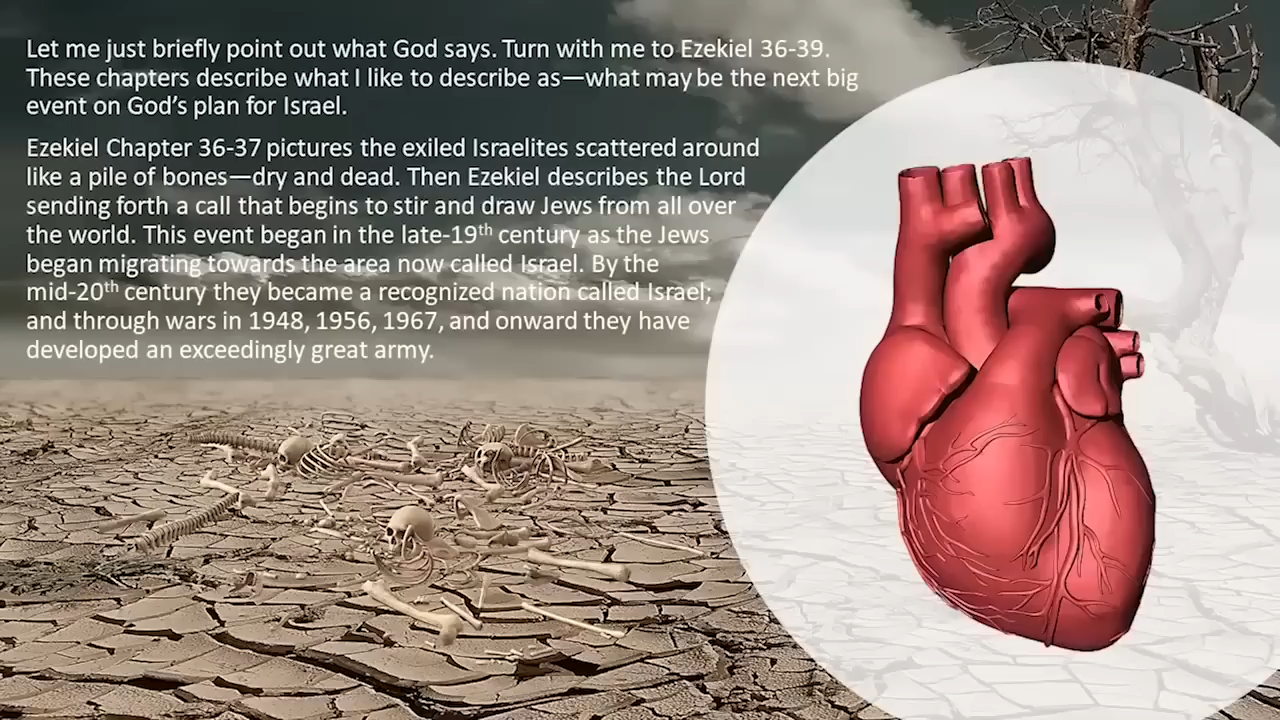 Let me just briefly point out what God says. Turn with me to Ezekiel 36-39.
These chapters describe what I like to describe as—what may be the next big
event on God’s plan for Israel.
Ezekiel Chapter 36-37 pictures the exiled Israelites scattered around
like a pile of bones—dry and dead. Then Ezekiel describes the Lord
sending forth a call that begins to stir and draw Jews from all over
the world. This event began in the late-19th century as the Jews
began migrating towards the area now called Israel. By the
mid-20th century they became a recognized nation called Israel;
and through wars in 1948, 1956, 1967, and onward they have
developed an exceedingly great army.